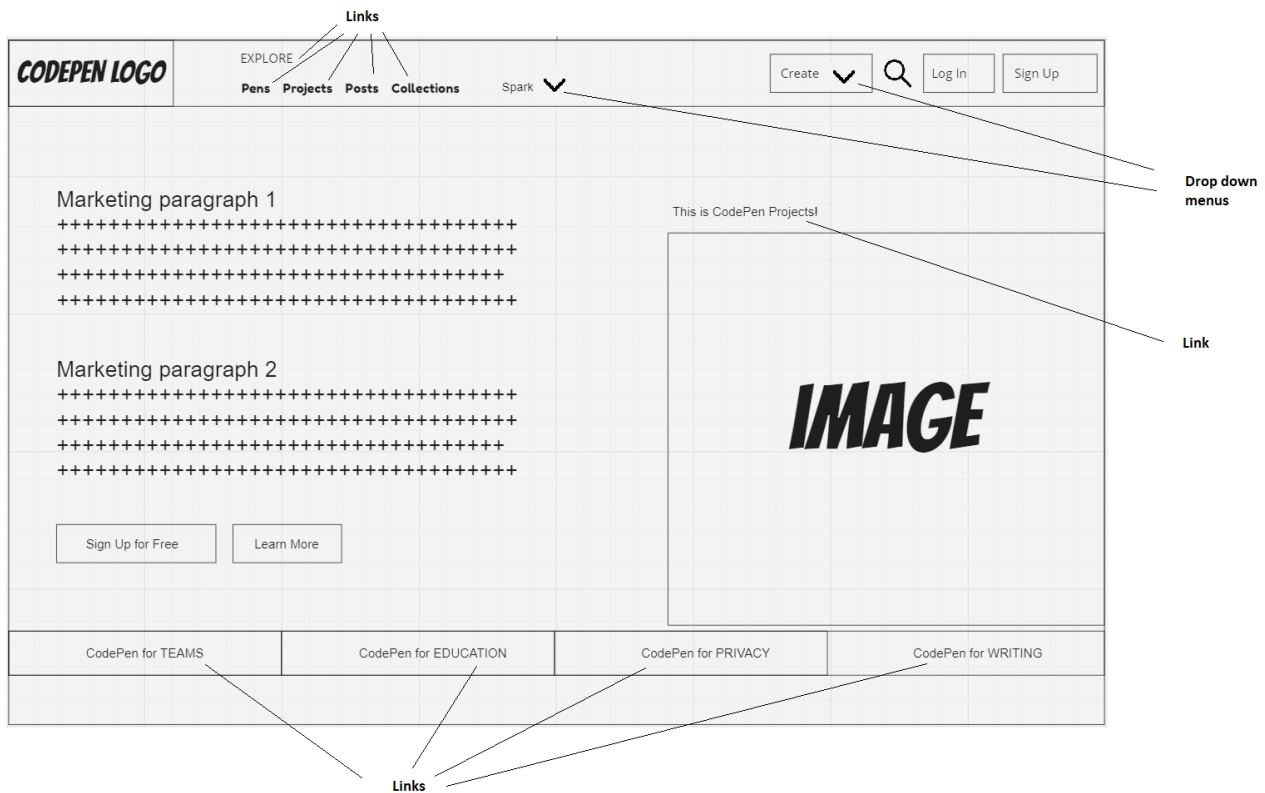 Links
CODEPEN LOGO
EXPLORE
Pens Projects Posts Collections
Spark
Create
Log In
Sign Up
Drop down
menus
Marketing paragraph 1
++++++++++++++++++++++++++++++++++++
++++++++++++++++++++++++++++++++++++
+++++++++++++++++++++++++++++++++++
++++++++++++++++++++++++++++++++++++
This is CodePen Projects!
Link
Marketing paragraph 2
++++++++++++++++++++++++++++++++++++
++++++++++++++++++++++++++++++++++++
+++++++++++++++++++++++++++++++++++
++++++++++++++++++++++++++++++++++++
IMAGE
Sign Up for Free
Learn More
CodePen for TEAMS
CodePen for EDUCATION
CodePen for PRIVACY
CodePen for WRITING
Links